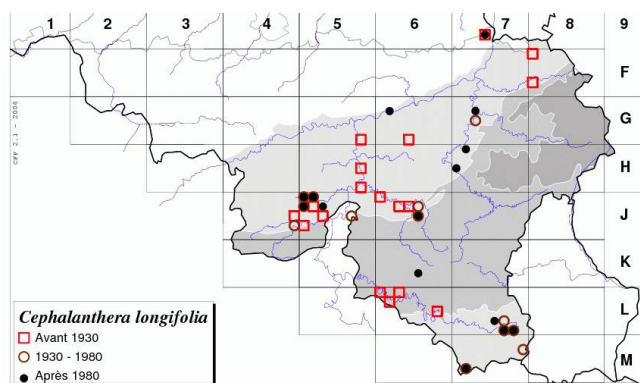 1 2 3 4 5 6 7 8 9
F
G
H
J
K
L
M
CFF 2.1 - 2006
Cephalanthera longifolia
Avant 1930
1930 - 1980
Après 1980